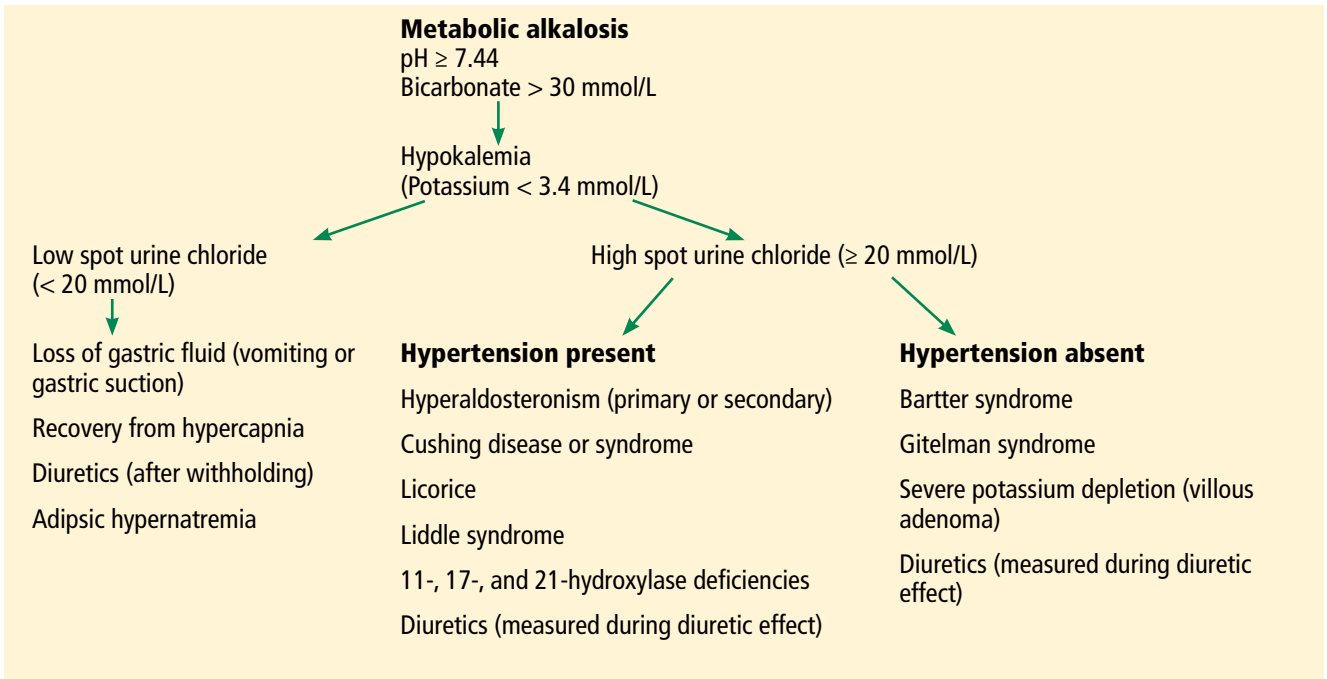 Metabolic alkalosis
pH ≥ 7.44
Bicarbonate > 30 mmol/L
Hypokalemia
(Potassium < 3.4 mmol/L)
Low spot urine chloride
(< 20 mmol/L)
High spot urine chloride (≥ 20 mmol/L)
Loss of gastric fluid (vomiting or
gastric suction)
Recovery from hypercapnia
Diuretics (after withholding)
Adipsic hypernatremia
Hypertension present
Hyperaldosteronism (primary or secondary)
Cushing disease or syndrome
Licorice
Liddle syndrome
11-, 17-, and 21-hydroxylase deficiencies
Diuretics (measured during diuretic effect)
Hypertension absent
Bartter syndrome
Gitelman syndrome
Severe potassium depletion (villous
adenoma)
Diuretics (measured during diuretic
effect)